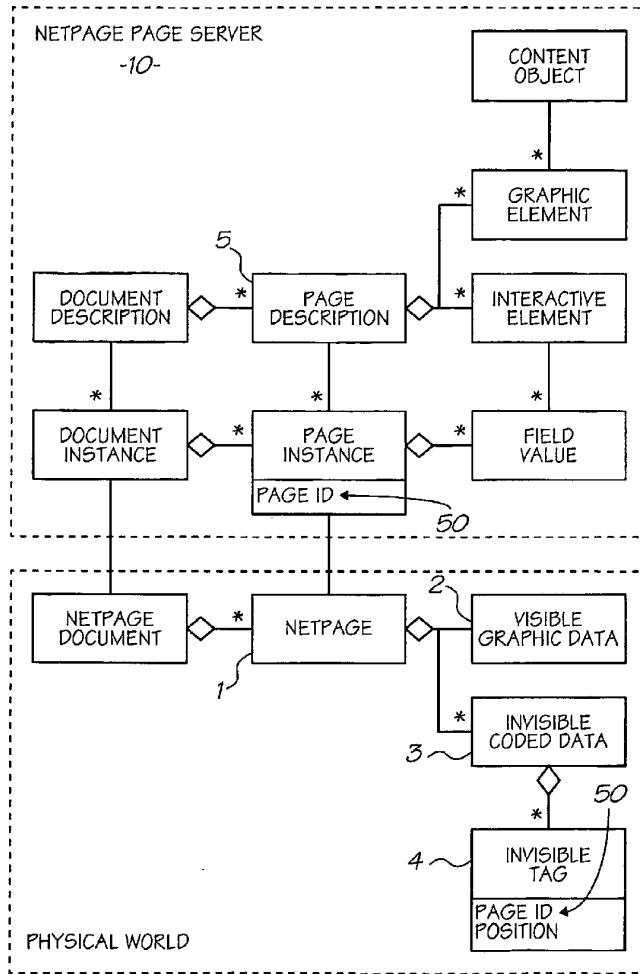 NETPAGE PAGE SERVER
-10-
CONTENT
OBJECT
*
*
GRAPHIC
ELEMENT
5
DOCUMENT
DESCRIPTION
*
PAGE
DESCRIPTION
*
INTERACTIVE
ELEMENT
*
*
*
DOCUMENT
INSTANCE
*
PAGE
INSTANCE
*
FIELD
VALUE
PAGE ID
50
NETPAGE
DOCUMENT
*
NETPAGE
1
2
VISIBLE
GRAPHIC DATA
*
3
INVISIBLE
CODED DATA
*
50
4
INVISIBLE
TAG
PAGE ID
POSITION
PHYSICAL WORLD